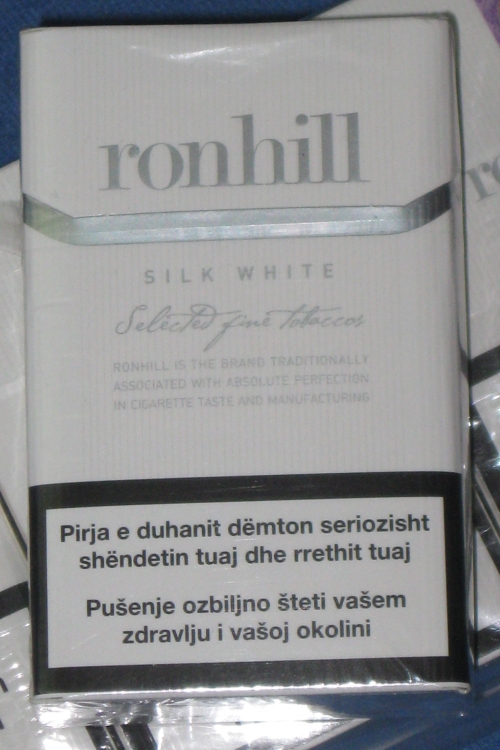 ronhill
SILK WHITE
Selected fine tobaccos
RONHILL IS THE BRAND TRADITIONALLY
ASSOCIATED WITH ABSOLUTE PERFECTION
IN CIGARETTE TASTE AND MANUFACTURING
Pirja e duhanit dëmton seriozisht
shëndetin tuaj dhe rrethit tuaj
Pušenje ozbiljno šteti vašem
zdravlju i vašoj okolini